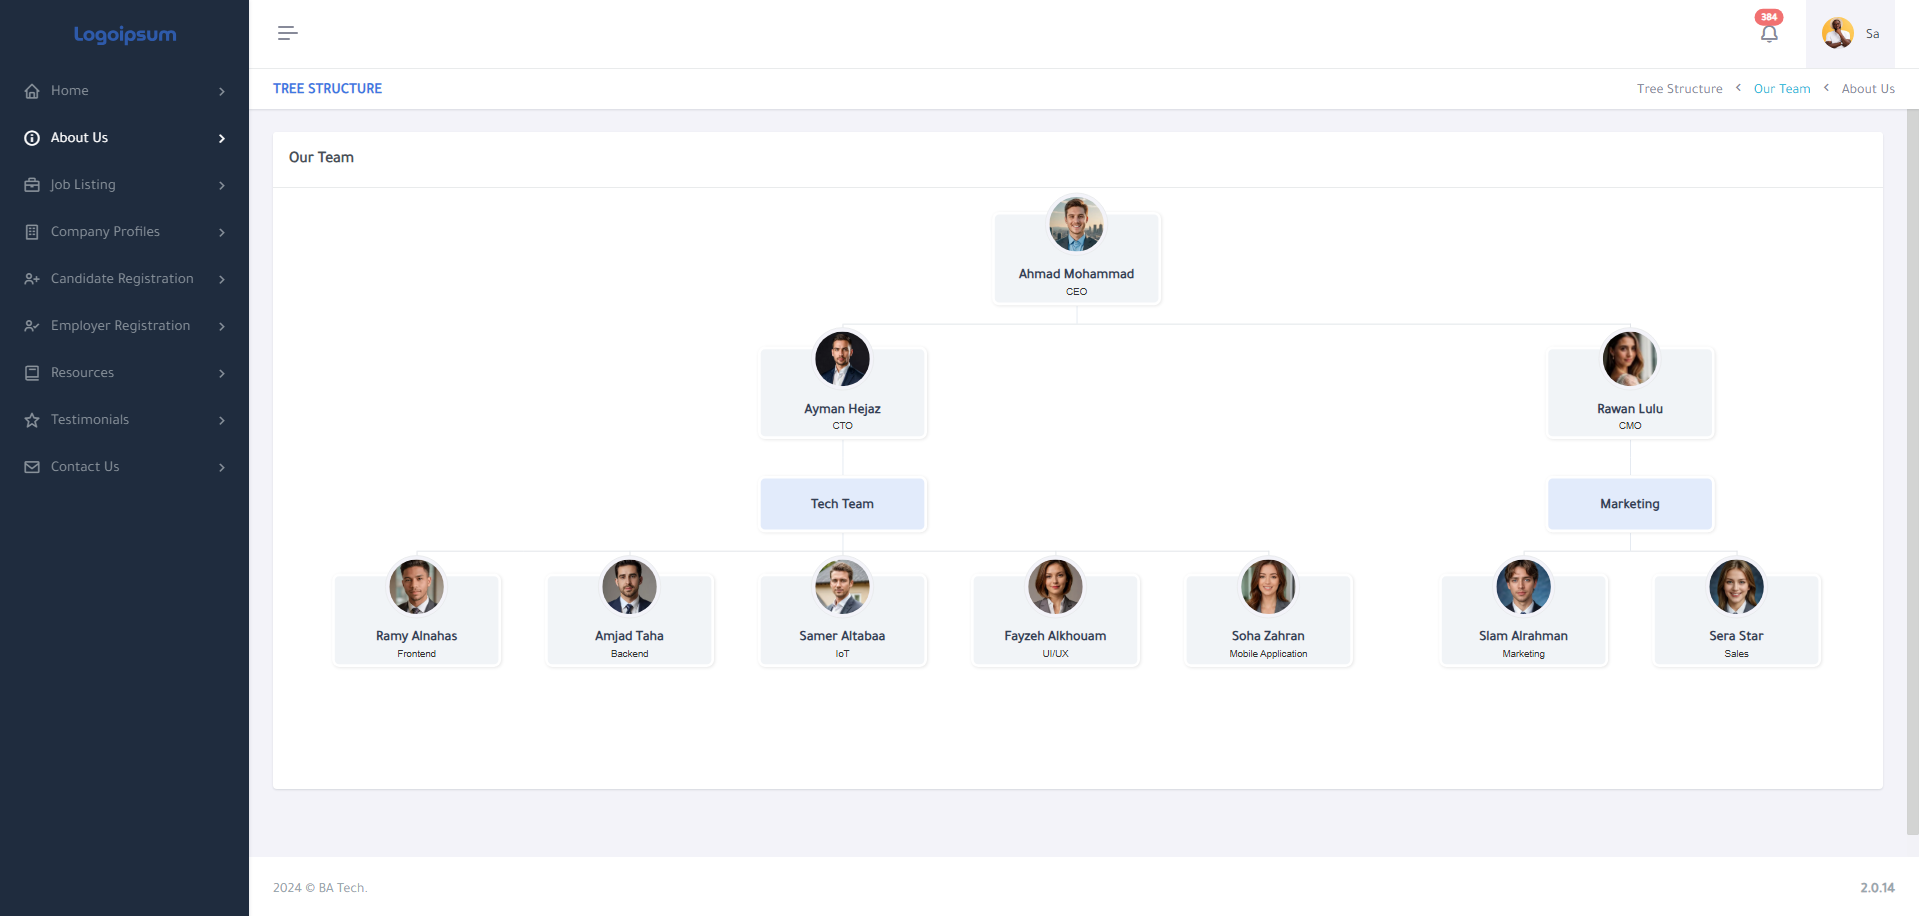 Logoipsum
Home
About Us
Job Listing
Company Profiles
Candidate Registration
Employer Registration
Resources
Testimonials
Contact Us
384
Sa
TREE STRUCTURE
Tree Structure < Our Team < About Us
Our Team
Ahmad Mohammad
CEO
Ayman Hejaz
CTO
Rawan Lulu
CMO
Tech Team
Marketing
Ramy Alnahas
Frontend
Amjad Taha
Backend
Samer Altabaa
IoT
Fayzeh Alkhouam
UI/UX
Soha Zahran
Mobile Application
Slam Alrahman
Marketing
Sera Star
Sales
2024 © BA Tech.
2.0.14